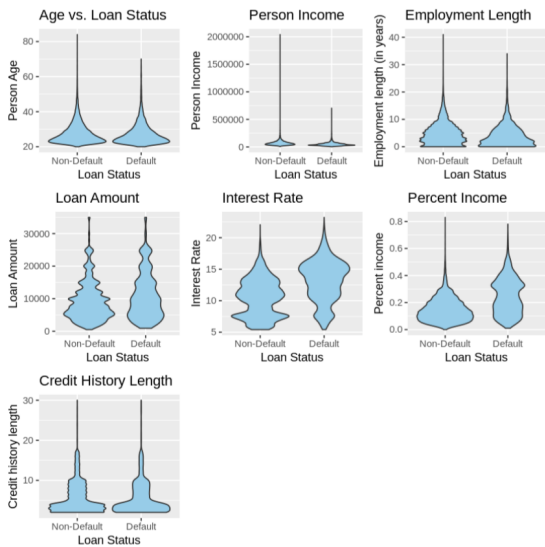 Age vs. Loan Status
Person Age
80
60
40
20
Non-Default
Default
Loan Status
Person Income
Person Income
2000000
1500000
1000000
500000
0
Non-Default
Default
Loan Status
Employment Length
Employment length (in years)
40
30
20
10
0
Non-Default
Default
Loan Status
Loan Amount
Loan Amount
30000
20000
10000
0
Non-Default
Default
Loan Status
Interest Rate
Interest Rate
20
15
10
5
Non-Default
Default
Loan Status
Percent Income
Percent income
0.8
0.6
0.4
0.2
0.0
Non-Default
Default
Loan Status
Credit History Length
Credit history length
30
20
10
Non-Default
Default
Loan Status